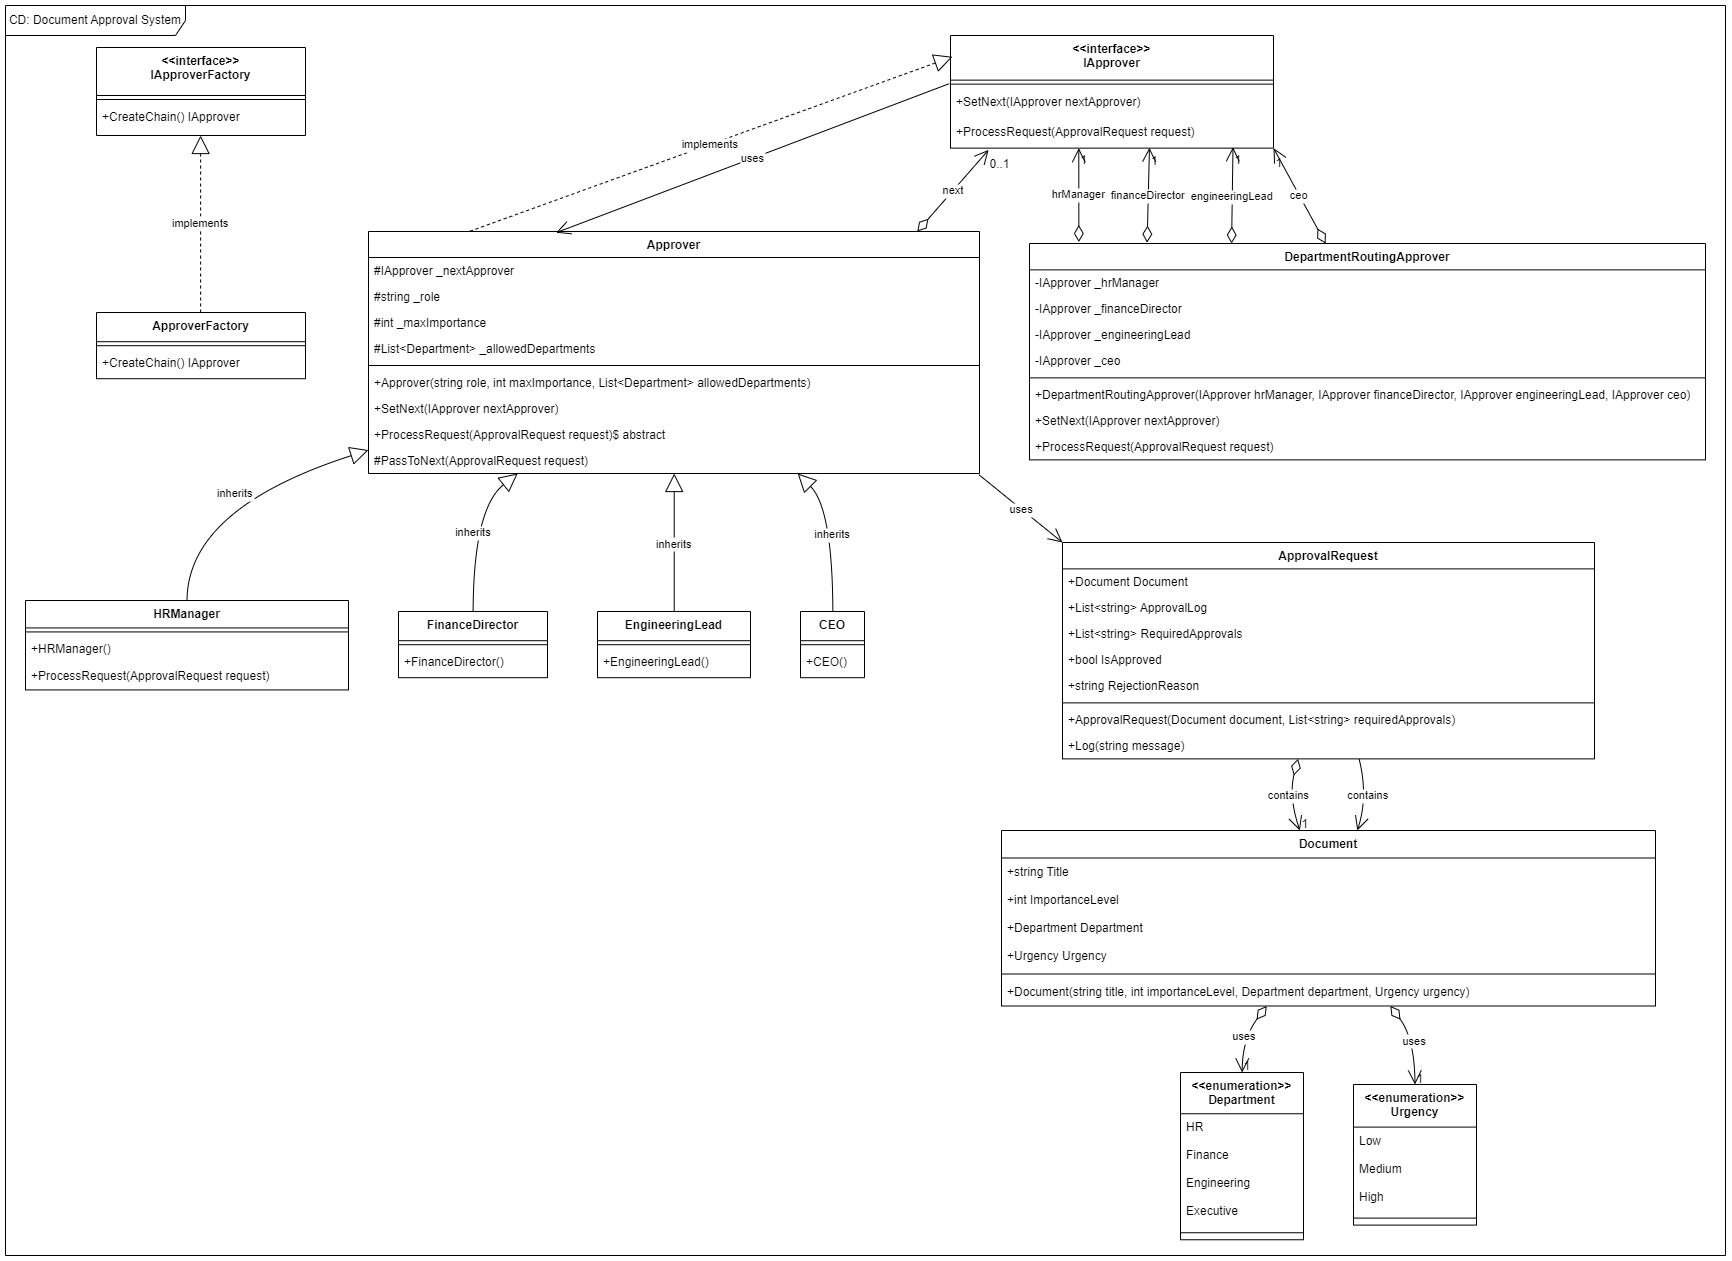 CD: Document Approval System
<<interface>>
IApproverFactory
+CreateChain() IApprover
implements
ApproverFactory
+CreateChain() IApprover
<<interface>>
IApprover
+SetNext(IApprover nextApprover)
+ProcessRequest(ApprovalRequest request)
implements
uses
next
0..1
hrManager
1
financeDirector
1
engineeringLead
1
ceo
1
Approver
#IApprover _nextApprover
#string _role
#int _maxImportance
#List<Department> _allowedDepartments
+Approver(string role, int maxImportance, List<Department> allowedDepartments)
+SetNext(IApprover nextApprover)
+ProcessRequest(ApprovalRequest request)$ abstract
#PassToNext(ApprovalRequest request)
DepartmentRoutingApprover
-IApprover _hrManager
-IApprover _financeDirector
-IApprover _engineeringLead
-IApprover _ceo
+DepartmentRoutingApprover(IApprover hrManager, IApprover financeDirector, IApprover engineeringLead, IApprover ceo)
+SetNext(IApprover nextApprover)
+ProcessRequest(ApprovalRequest request)
inherits
inherits
inherits
inherits
uses
HRManager
+HRManager()
+ProcessRequest(ApprovalRequest request)
FinanceDirector
+FinanceDirector()
EngineeringLead
+EngineeringLead()
CEO
+CEO()
ApprovalRequest
+Document Document
+List<string> ApprovalLog
+List<string> RequiredApprovals
+bool IsApproved
+string RejectionReason
+ApprovalRequest(Document document, List<string> requiredApprovals)
+Log(string message)
contains
1
contains
Document
+string Title
+int ImportanceLevel
+Department Department
+Urgency Urgency
+Document(string title, int importanceLevel, Department department, Urgency urgency)
uses
1
uses
1
<<enumeration>>
Department
HR
Finance
Engineering
Executive
<<enumeration>>
Urgency
Low
Medium
High